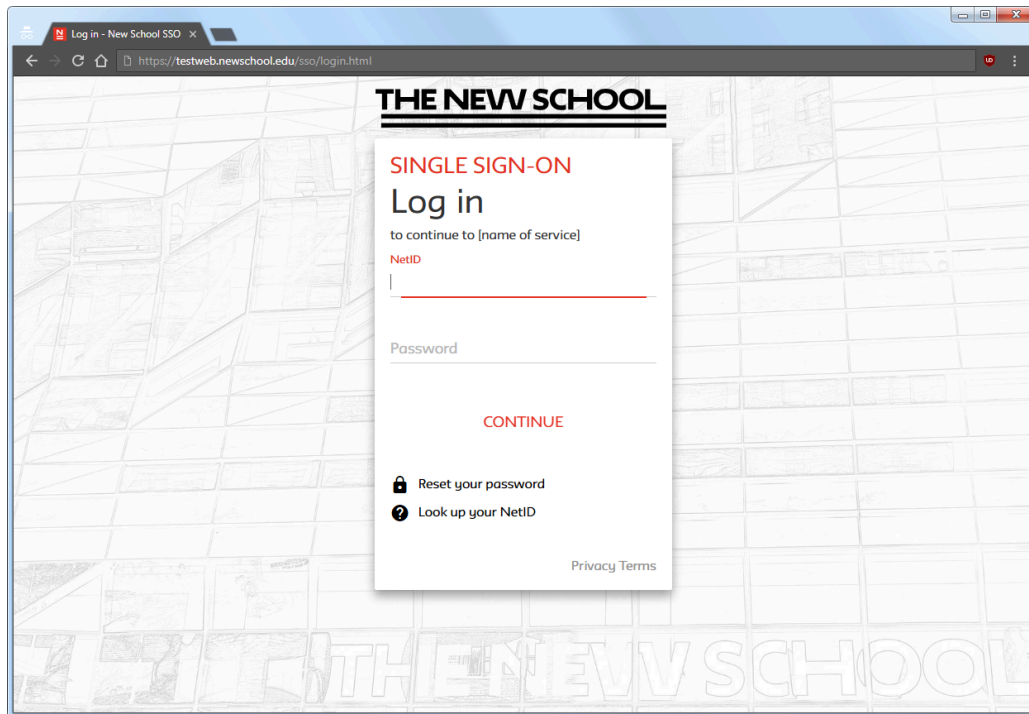 Log in - New School SSO
https://testweb.newschool.edu/sso/login.html
THE NEW SCHOOL
SINGLE SIGN-ON
Log in
to continue to [name of service]
NetID
Password
CONTINUE
Reset your password
Look up your NetID
Privacy Terms
THE NEW SCHOOL